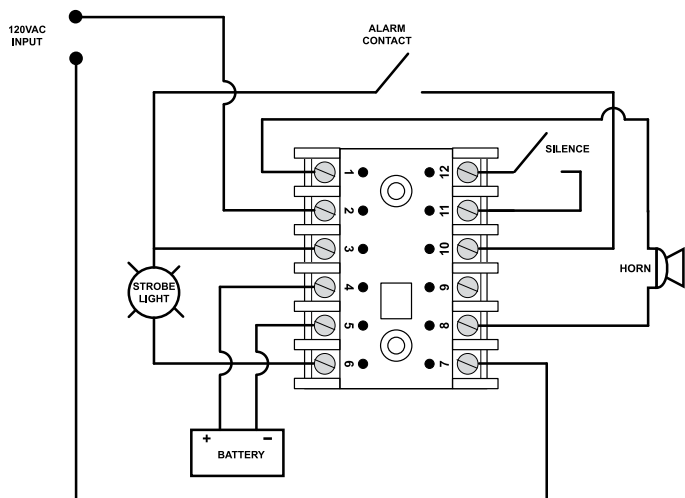 120VAC
INPUT
ALARM
CONTACT
SILENCE
HORN
STROBE
LIGHT
1
2
3
4
5
6
12
11
10
9
8
7
+ –
BATTERY